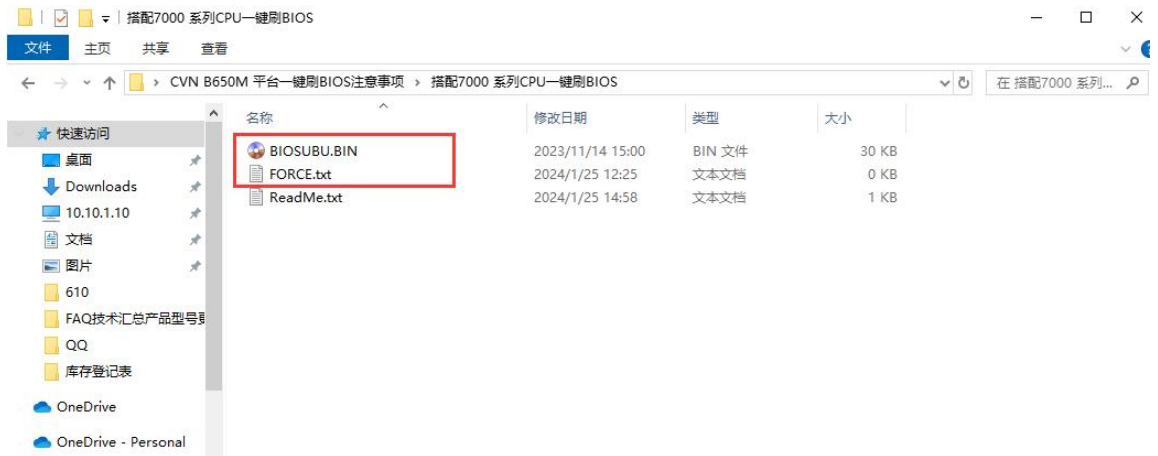 搭配7000 系列CPU一键刷BIOS
文件 主页 共享 查看
CVN B650M 平台一键刷BIOS注意事项 搭配7000 系列CPU一键刷BIOS 在 搭配7000 系列...
快速访问
桌面
Downloads
10.10.1.10
文档
图片
610
FAQ技术汇总产品型号更
QQ
库存登记表
OneDrive
OneDrive - Personal
名称 修改日期 类型 大小
BIOSUBU.BIN 2023/11/14 15:00 BIN 文件 30 KB
FORCE.txt 2024/1/25 12:25 文本文档 0 KB
ReadMe.txt 2024/1/25 14:58 文本文档 1 KB